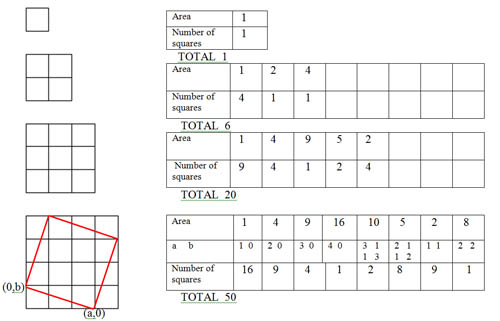 Area 1
Number of squares 1
TOTAL 1
Area 1 2 4
Number of squares 4 1 1
TOTAL 6
Area 1 4 9 5 2
Number of squares 9 4 1 2 4
TOTAL 20
Area 1 4 9 16 10 5 2 8
a b 1 0 2 0 3 0 4 0 3 1 2 1 1 1 2 2
1 3 1 2
Number of squares 16 9 4 1 2 8 9 1
TOTAL 50
(0,b)
(a,0)